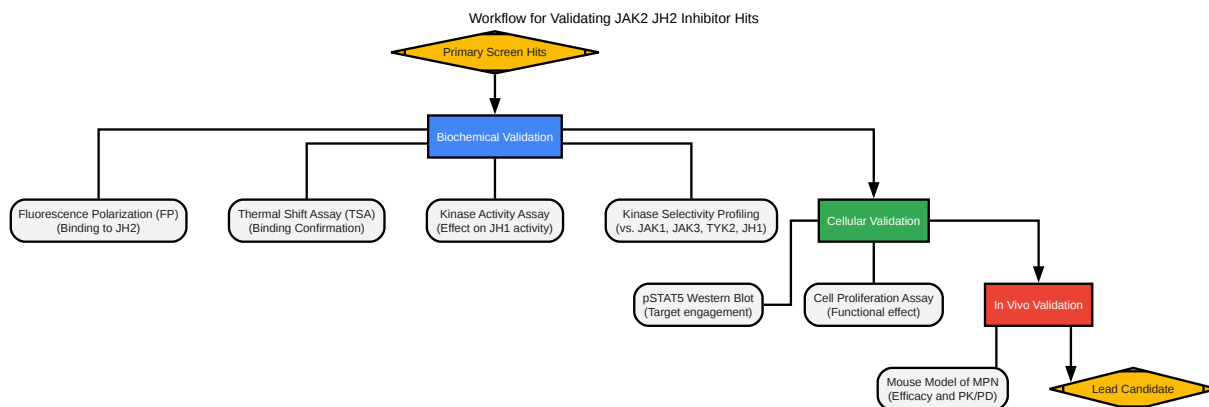 Workflow for Validating JAK2 JH2 Inhibitor Hits
Primary Screen Hits
Biochemical Validation
Fluorescence Polarization (FP)
(Binding to JH2)
Thermal Shift Assay (TSA)
(Binding Confirmation)
Kinase Activity Assay
(Effect on JH1 activity)
Kinase Selectivity Profiling
(vs. JAK1, JAK3, TYK2, JH1)
Cellular Validation
pSTAT5 Western Blot
(Target engagement)
Cell Proliferation Assay
(Functional effect)
In Vivo Validation
Mouse Model of MPN
(Efficacy and PK/PD)
Lead Candidate